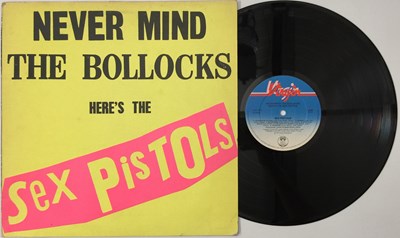 NEVER MIND
THE BOLLOCKS
HERE'S THE
Sex PisTOLs
Virgin